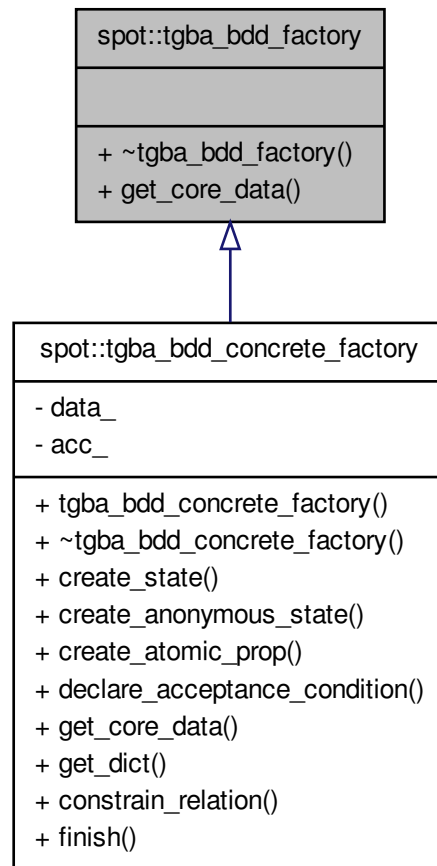 spot::tgba_bdd_factory
+ ~tgba_bdd_factory()
+ get_core_data()
spot::tgba_bdd_concrete_factory
- data_
- acc_
+ tgba_bdd_concrete_factory()
+ ~tgba_bdd_concrete_factory()
+ create_state()
+ create_anonymous_state()
+ create_atomic_prop()
+ declare_acceptance_condition()
+ get_core_data()
+ get_dict()
+ constrain_relation()
+ finish()